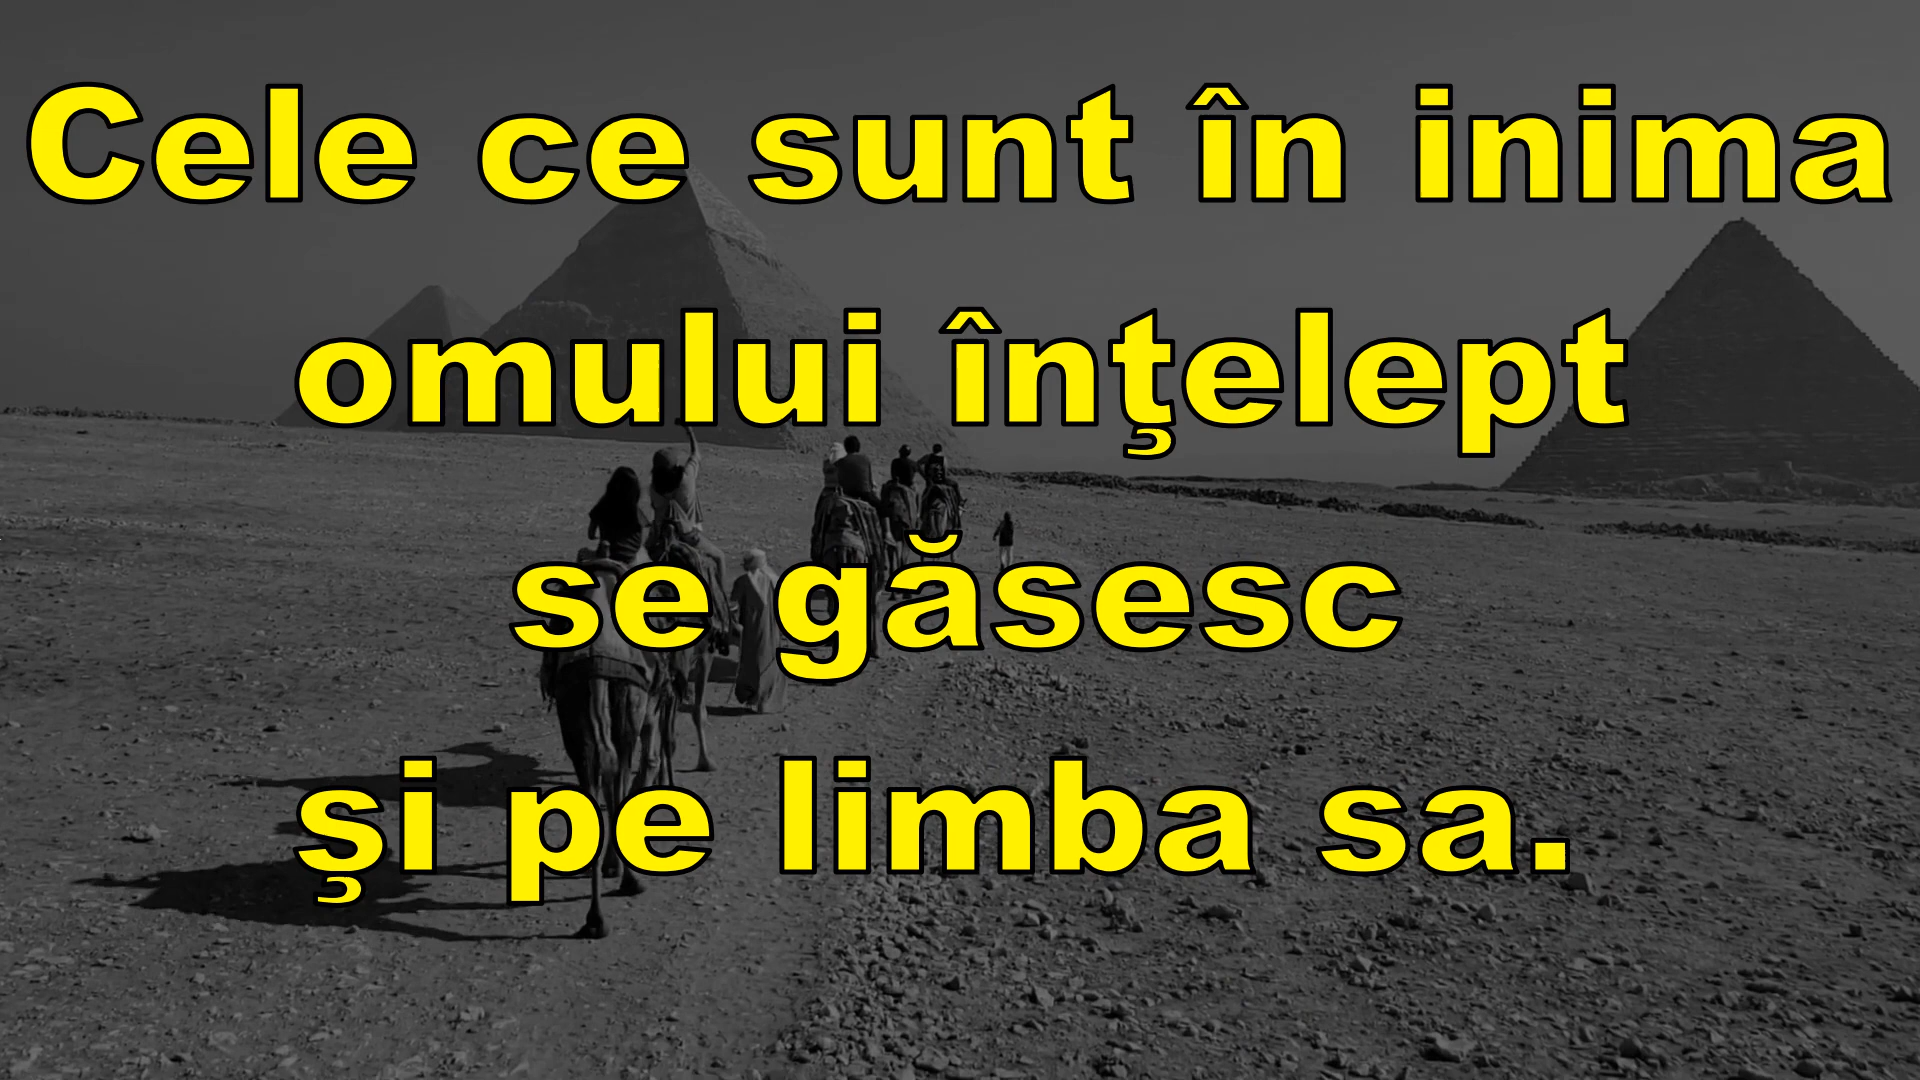 Cele ce sunt în inima
omului înţelept
se găsesc
şi pe limba sa.